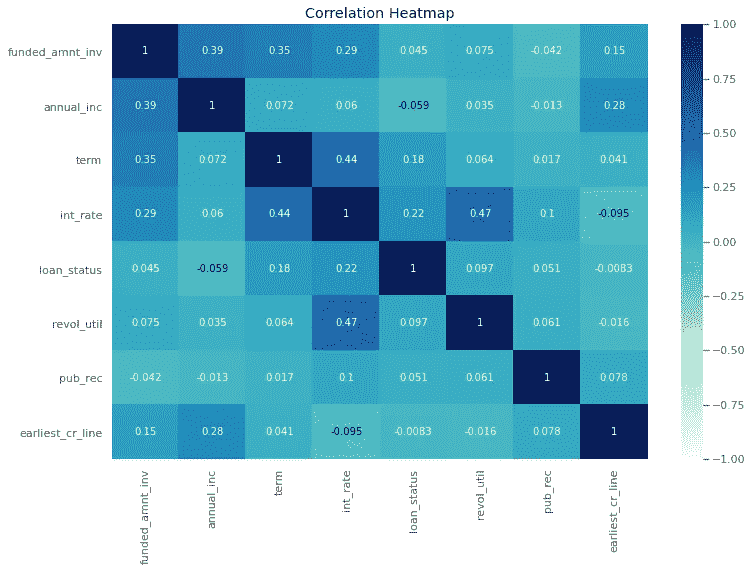 Correlation Heatmap
funded_amnt_inv 1 0.39 0.35 0.29 0.045 0.075 -0.042 0.15
annual_inc 0.39 1 0.072 0.06 -0.059 0.035 -0.013 0.28
term 0.35 0.072 1 0.44 0.18 0.064 0.017 0.041
int_rate 0.29 0.06 0.44 1 0.22 0.47 0.1 -0.095
loan_status 0.045 -0.059 0.18 0.22 1 0.097 0.051 -0.0083
revol_util 0.075 0.035 0.064 0.47 0.097 1 0.061 -0.016
pub_rec -0.042 -0.013 0.017 0.1 0.051 0.061 1 0.078
earliest_cr_line 0.15 0.28 0.041 -0.095 -0.0083 -0.016 0.078 1
funded_amnt_inv
annual_inc
term
int_rate
loan_status
revol_util
pub_rec
earliest_cr_line
1.00
0.75
0.50
0.25
0.00
−0.25
−0.50
−0.75
−1.00